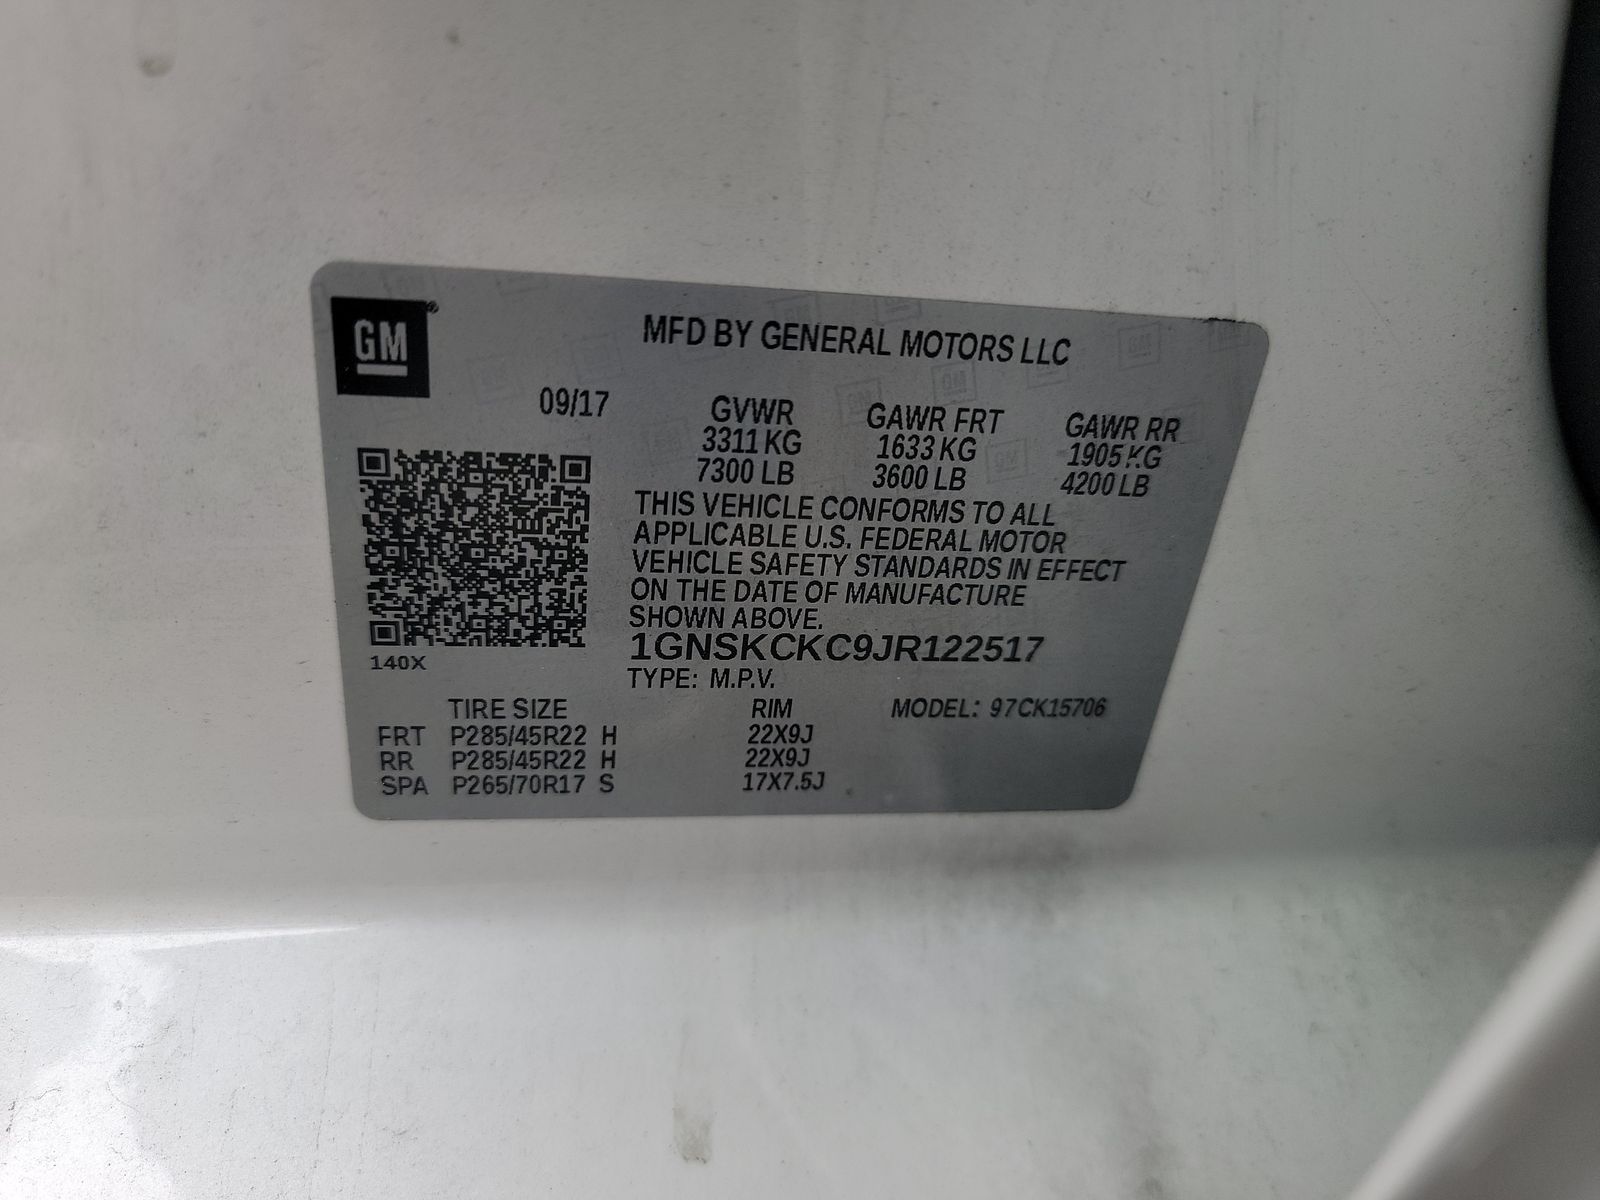 GM®
MFD BY GENERAL MOTORS LLC
09/17
GVWR GAWR FRT GAWR RR
3311 KG 1633 KG 1905 KG
7300 LB 3600 LB 4200 LB
THIS VEHICLE CONFORMS TO ALL
APPLICABLE U.S. FEDERAL MOTOR
VEHICLE SAFETY STANDARDS IN EFFECT
ON THE DATE OF MANUFACTURE
SHOWN ABOVE.
1GNSKCKC9JR122517
140X
TYPE: M.P.V.
TIRE SIZE RIM MODEL: 97CK15706
FRT P285/45R22 H 22X9J
RR P285/45R22 H 22X9J
SPA P265/70R17 S 17X7.5J